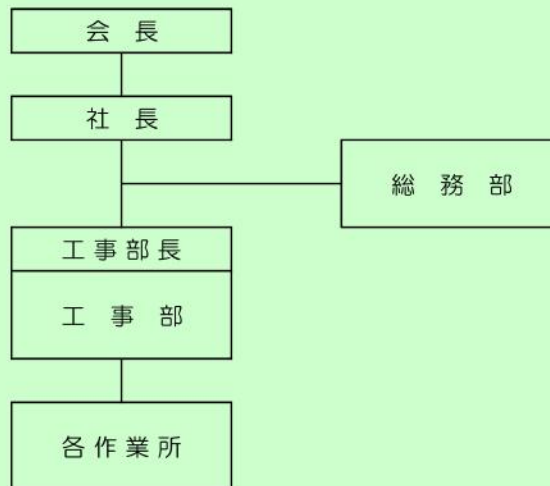 会長
社長
総務部
工事部長
工事部
各作業所